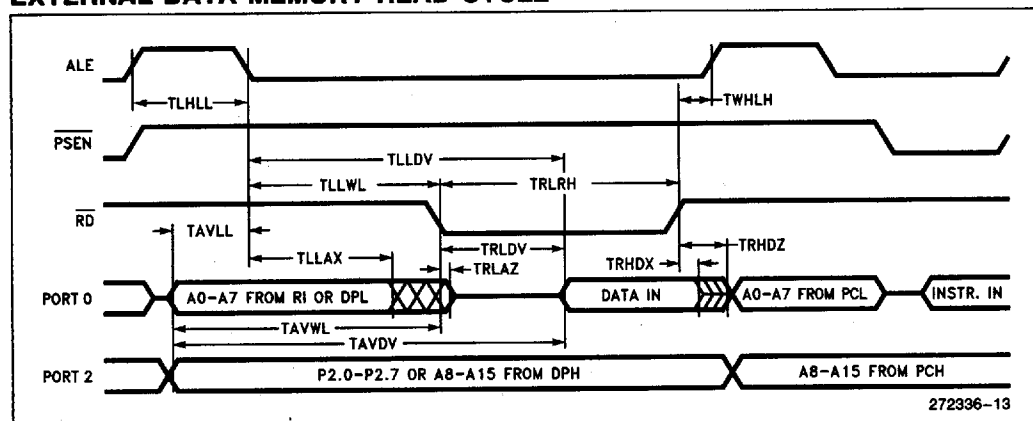 EXTERNAL DATA MEMORY READ CYCLE
ALE
TLHLL
TWHLH
PSEN
TLLDV
TLLWL
TRLRH
RD
TAVLL
TRLDV
TRHDZ
TLLAX
TRLAZ
TRHDX
PORT 0
A0-A7 FROM RI OR DPL
DATA IN
A0-A7 FROM PCL
INSTR. IN
TAVWL
TAVDV
PORT 2
P2.0-P2.7 OR A8-A15 FROM DPH
A8-A15 FROM PCH
272336-13